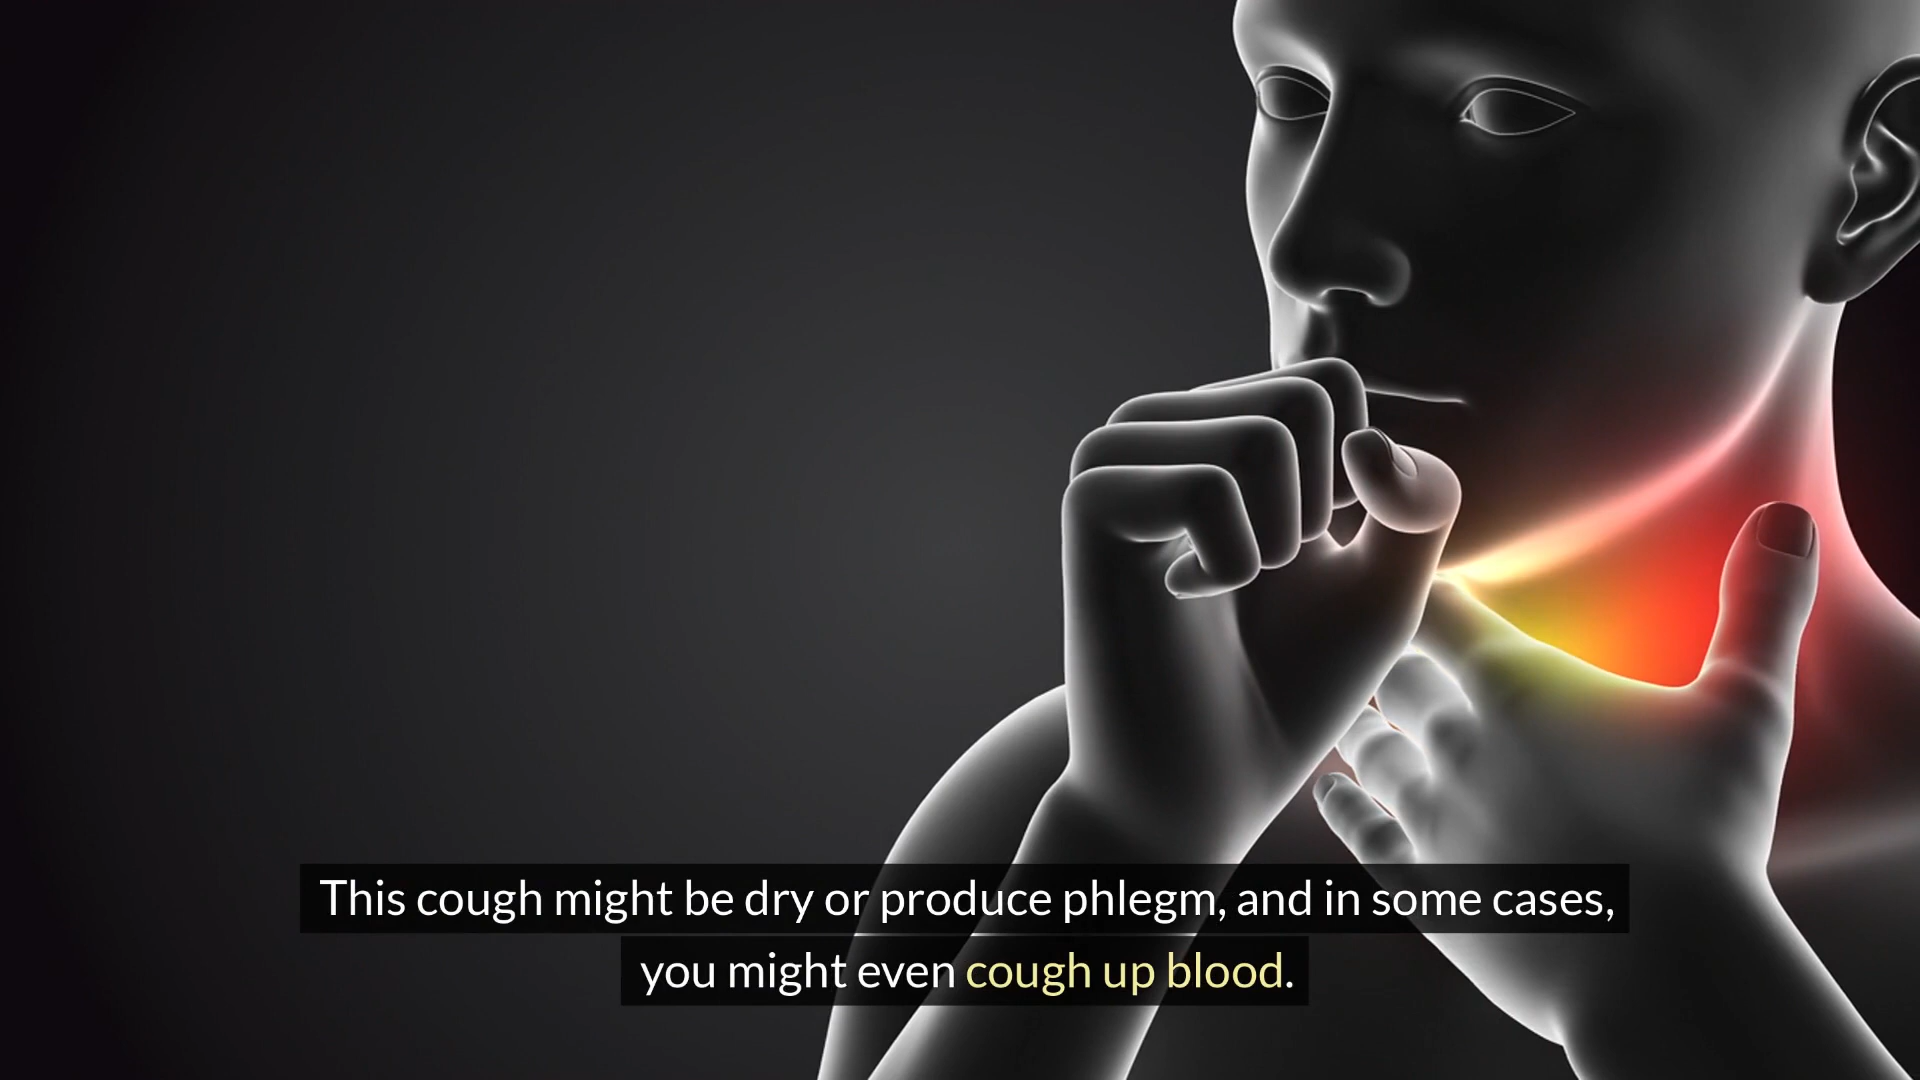 This cough might be dry or produce phlegm, and in some cases,
you might even cough up blood.